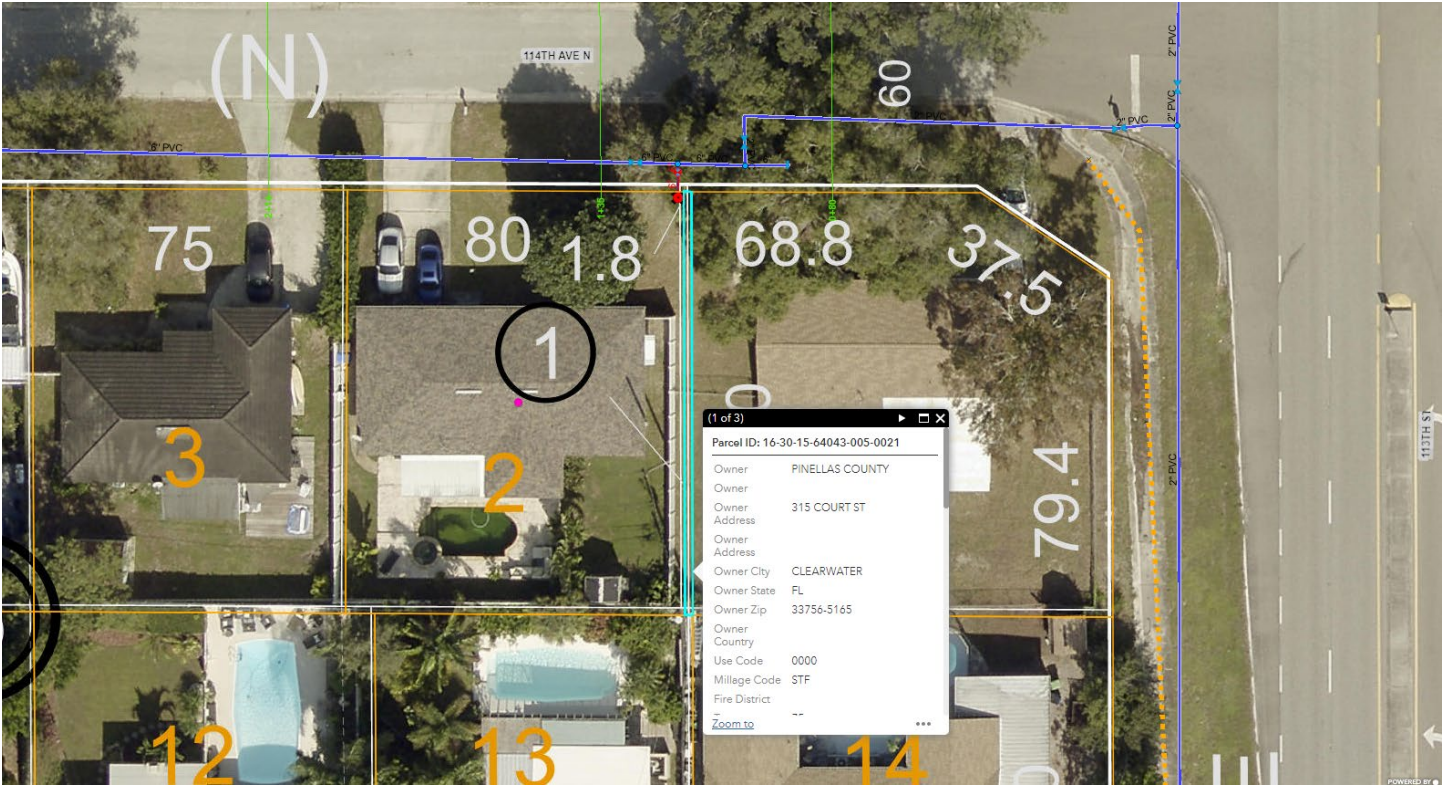 (N)
114TH AVE N
60
2" PVC
2" PVC
2" PVC
6" PVC
75
80
1.8
68.8
37.5
1
3
2
79.4
2" PVC
113TH ST
(1 of 3)
Parcel ID: 16-30-15-64043-005-0021
Owner PINELLAS COUNTY
Owner
Owner Address 315 COURT ST
Owner Address
Owner City CLEARWATER
Owner State FL
Owner Zip 33756-5165
Owner Country
Use Code 0000
Millage Code STF
Fire District
Zoom to
12
13
14
POWERED BY